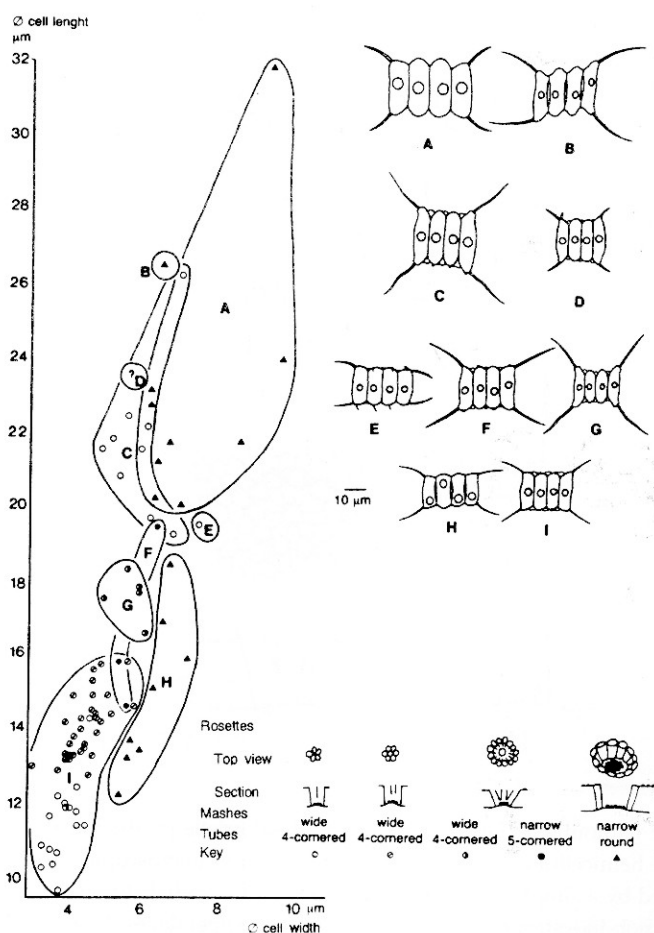 ∅ cell lenght
μm
32
30
28
26
24
22
20
18
16
14
12
10
4 6 8 10 μm
∅ cell width
B
A
?D
C
E
F
G
H
I
A B
C D
E F G
10 μm
H I
Rosettes
Top view
Section
Mashes wide wide wide narrow narrow
Tubes 4-cornered 4-cornered 4-cornered 5-cornered round
Key